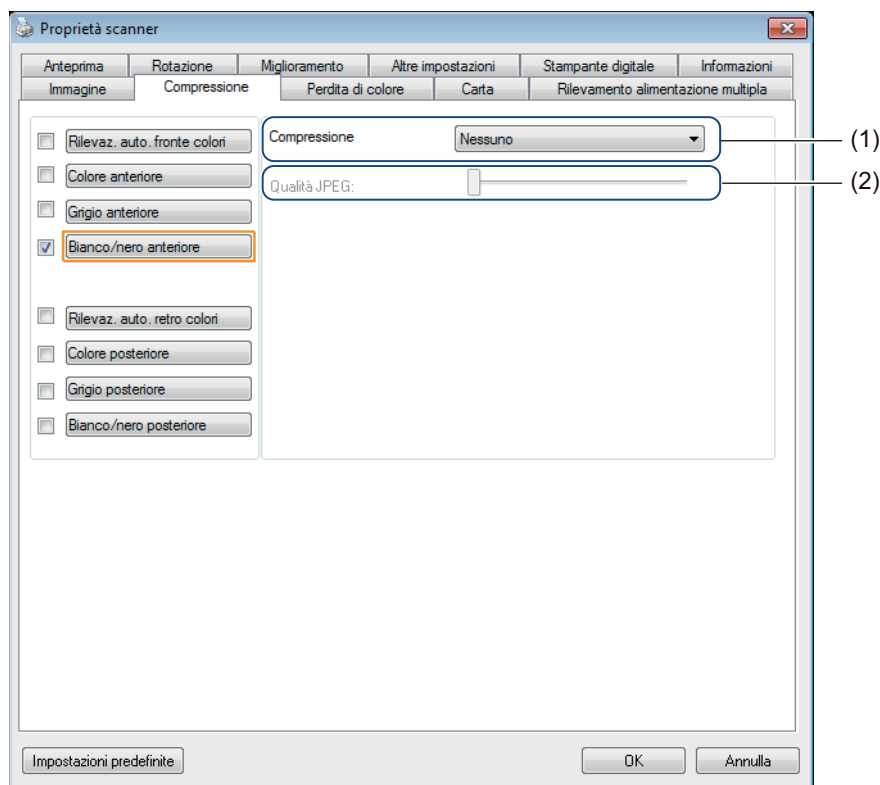 Proprietà scanner
Anteprima Rotazione Miglioramento Altre impostazioni Stampante digitale Informazioni
Immagine Compressione Perdita di colore Carta Rilevamento alimentazione multipla
Rilevaz. auto. fronte colori
Compressione Nessuno (1)
Colore anteriore
Qualità JPEG: (2)
Grigio anteriore
Bianco/nero anteriore
Rilevaz. auto. retro colori
Colore posteriore
Grigio posteriore
Bianco/nero posteriore
Impostazioni predefinite OK Annulla